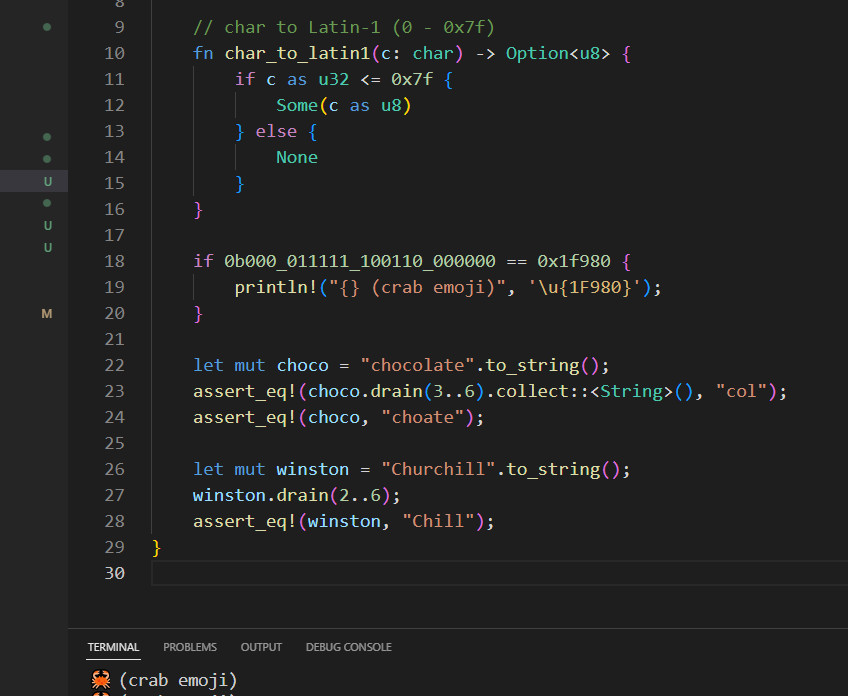 8
9 // char to Latin-1 (0 - 0x7f)
10 fn char_to_latin1(c: char) -> Option<u8> {
11 if c as u32 <= 0x7f {
12 Some(c as u8)
13 } else {
14 None
15 }
16 }
17
18 if 0b000_011111_100110_000000 == 0x1f980 {
19 println!("{} (crab emoji)", '\u{1F980}');
20 }
21
22 let mut choco = "chocolate".to_string();
23 assert_eq!(choco.drain(3..6).collect::<String>(), "col");
24 assert_eq!(choco, "choate");
25
26 let mut winston = "Churchill".to_string();
27 winston.drain(2..6);
28 assert_eq!(winston, "Chill");
29 }
30
U
U
U
M
TERMINAL PROBLEMS OUTPUT DEBUG CONSOLE
🦀 (crab emoji)